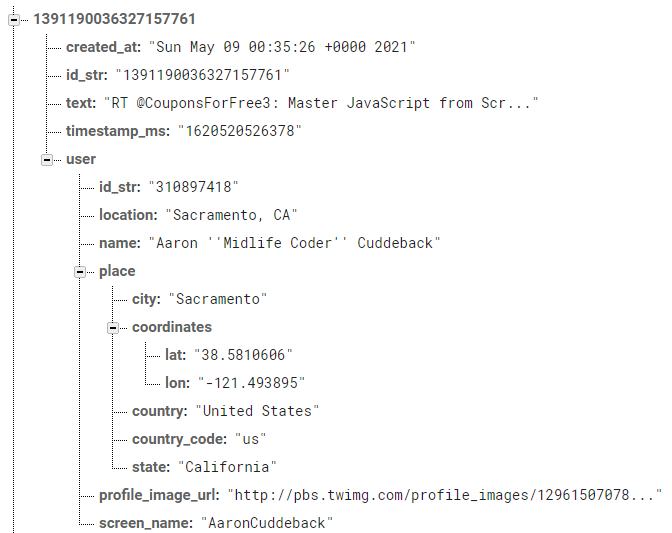 1391190036327157761
created_at: "Sun May 09 00:35:26 +0000 2021"
id_str: "1391190036327157761"
text: "RT @CouponsForFree3: Master JavaScript from Scr..."
timestamp_ms: "1620520526378"
user
id_str: "310897418"
location: "Sacramento, CA"
name: "Aaron ''Midlife Coder'' Cuddeback"
place
city: "Sacramento"
coordinates
lat: "38.5810606"
lon: "-121.493895"
country: "United States"
country_code: "us"
state: "California"
profile_image_url: "http://pbs.twimg.com/profile_images/12961507078..."
screen_name: "AaronCuddeback"